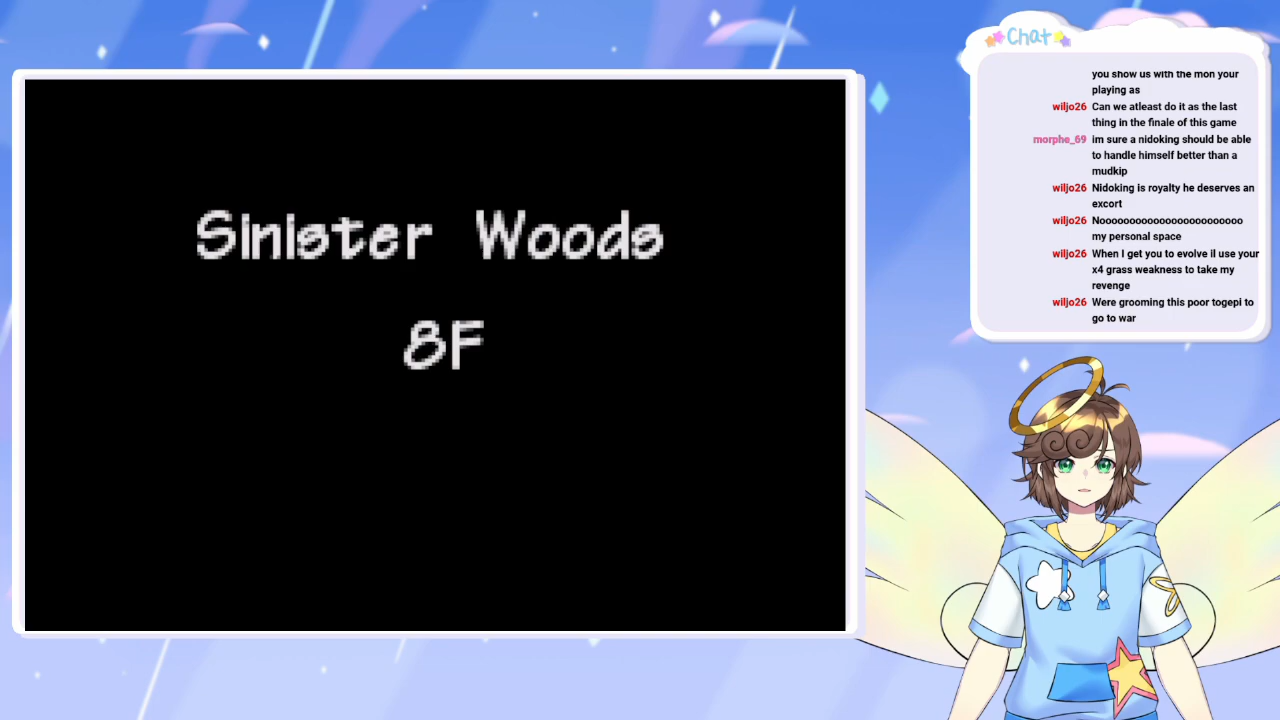 Sinister Woods
8F
Chat
you show us with the mon your
playing as
wiljo26 Can we atleast do it as the last
thing in the finale of this game
morphe_69 im sure a nidoking should be able
to handle himself better than a
mudkip
wiljo26 Nidoking is royalty he deserves an
excort
wiljo26 Noooooooooooooooooooooooo
my personal space
wiljo26 When I get you to evolve il use your
x4 grass weakness to take my
revenge
wiljo26 Were grooming this poor togepi to
go to war